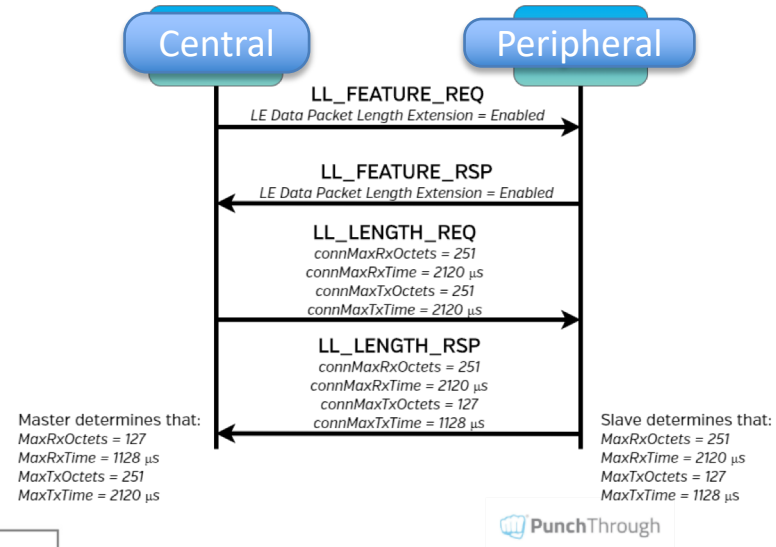 Central
Peripheral
LL_FEATURE_REQ
LE Data Packet Length Extension = Enabled
LL_FEATURE_RSP
LE Data Packet Length Extension = Enabled
LL_LENGTH_REQ
connMaxRxOctets = 251
connMaxRxTime = 2120 µs
connMaxTxOctets = 251
connMaxTxTime = 2120 µs
LL_LENGTH_RSP
connMaxRxOctets = 251
connMaxRxTime = 2120 µs
connMaxTxOctets = 127
connMaxTxTime = 1128 µs
Master determines that:
MaxRxOctets = 127
MaxRxTime = 1128 µs
MaxTxOctets = 251
MaxTxTime = 2120 µs
Slave determines that:
MaxRxOctets = 251
MaxRxTime = 2120 µs
MaxTxOctets = 127
MaxTxTime = 1128 µs
PunchThrough